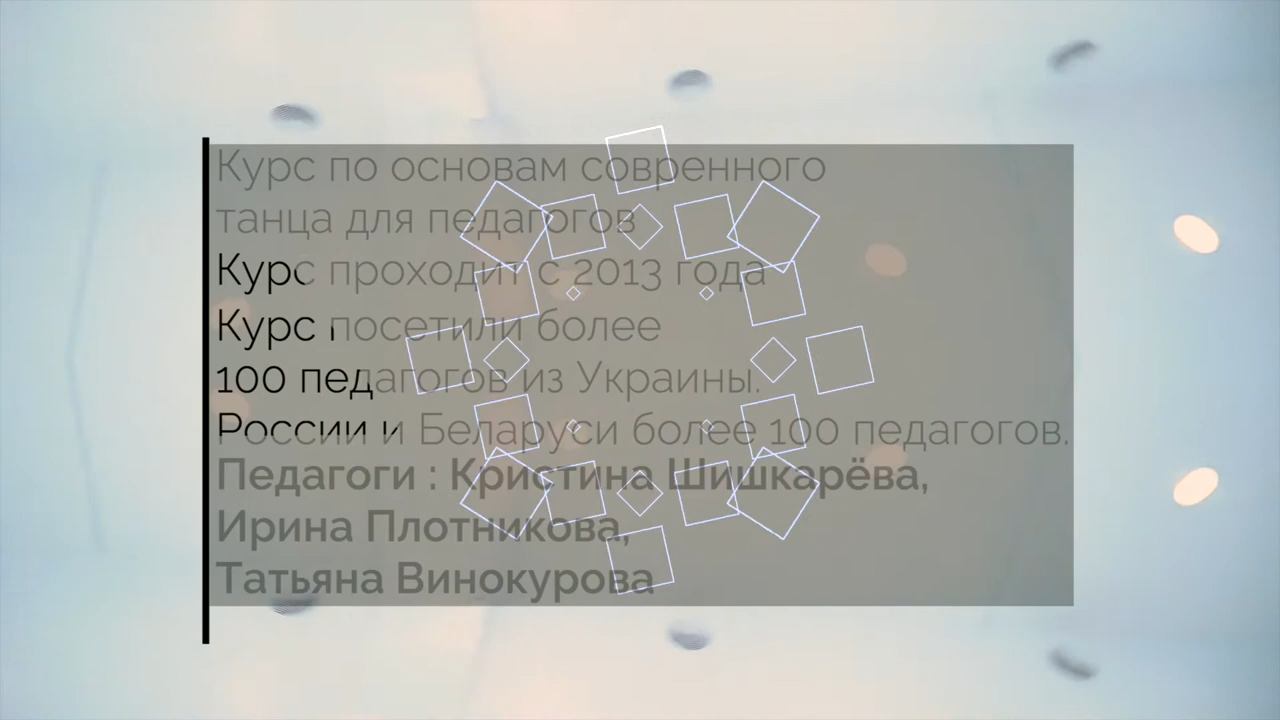 Курс по основам совренного
танца для педагогов
Курс проходит с 2013 года
Курс посетили более
100 педагогов из Украины.
России и Беларуси более 100 педагогов.
Педагоги : Кристина Шишкарёва,
Ирина Плотникова,
Татьяна Винокурова